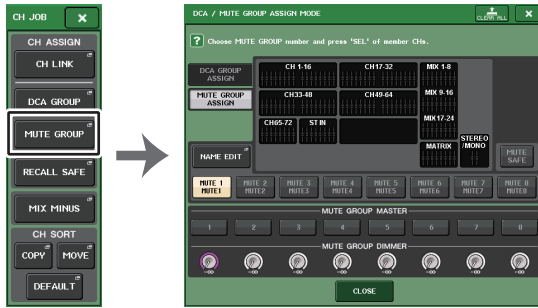 CH JOB
CH ASSIGN
CH LINK
DCA GROUP
MUTE GROUP
RECALL SAFE
MIX MINUS
CH SORT
COPY MOVE
DEFAULT
DCA / MUTE GROUP ASSIGN MODE
CLEAR ALL
? Choose MUTE GROUP number and press 'SEL' of member CHs.
DCA GROUP ASSIGN
MUTE GROUP ASSIGN
NAME EDIT
CH 1-16 CH17-32 MIX 1-8
CH33-48 CH49-64 MIX 9-16
CH65-72 ST IN MIX17-24
MATRIX
STEREO /MONO
MUTE SAFE
MUTE 1 MUTE 2 MUTE 3 MUTE 4 MUTE 5 MUTE 6 MUTE 7 MUTE 8
MUTE1 MUTE2 MUTE3 MUTE4 MUTE5 MUTE6 MUTE7 MUTE8
MUTE GROUP MASTER
1 2 3 4 5 6 7 8
MUTE GROUP DIMMER
-∞ -∞ -∞ -∞ -∞ -∞ -∞ -∞
CLOSE